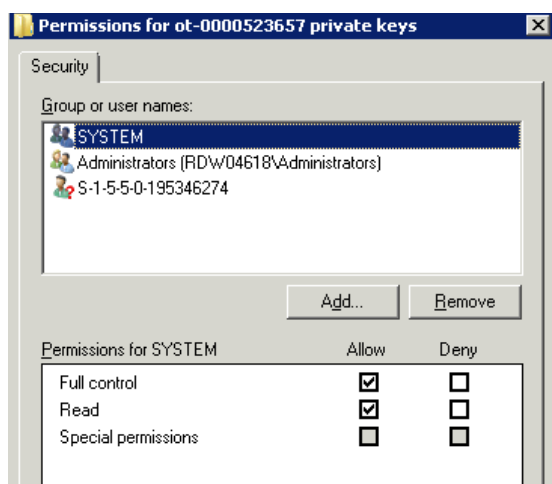 Permissions for ot-0000523657 private keys
Security
Group or user names:
SYSTEM
Administrators (RDW04618\Administrators)
S-1-5-5-0-195346274
Add... Remove
Permissions for SYSTEM Allow Deny
Full control
Read
Special permissions